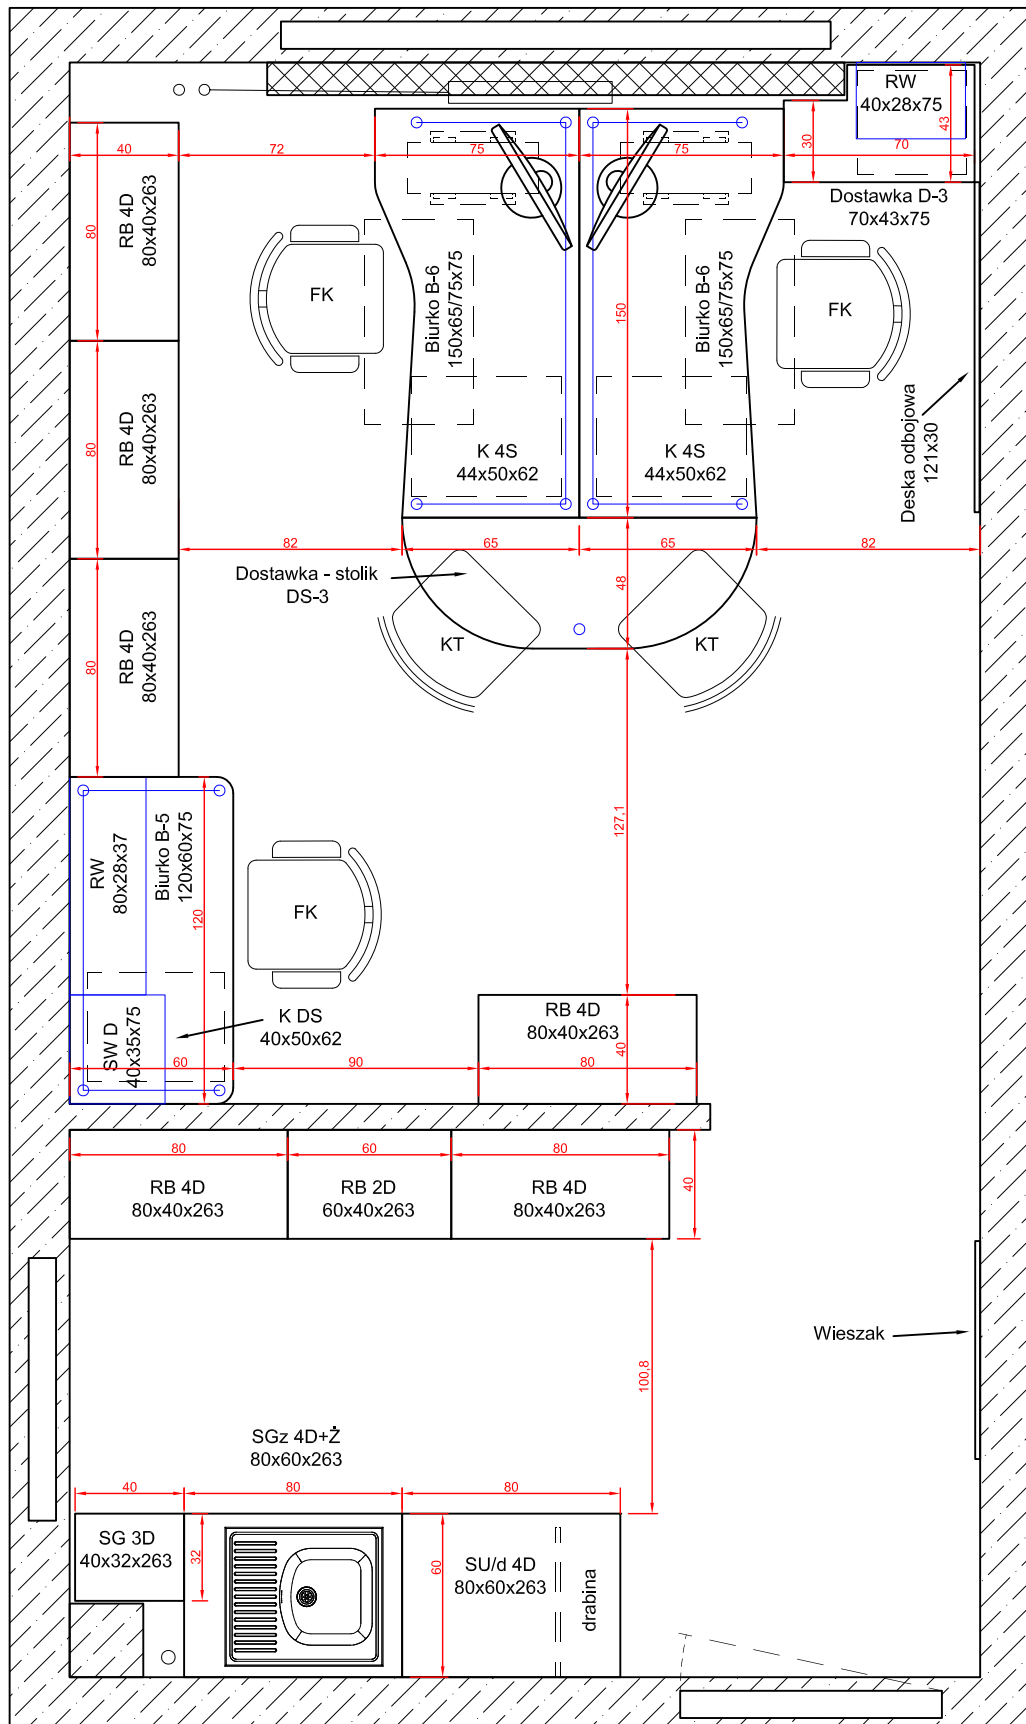 RW
40x28x75
43
30
70
40
72
75
75
Dostawka D-3
70x43x75
80
RB 4D
80x40x263
FK
Biurko B-6
150x65/75x75
150
Biurko B-6
150x65/75x75
FK
80
RB 4D
80x40x263
K 4S
44x50x62
K 4S
44x50x62
Deska odbojowa
121x30
82
65
65
82
Dostawka - stolik
DS-3
48
80
RB 4D
80x40x263
KT
KT
127,1
RW
80x28x37
Biurko B-5
120x60x75
120
FK
K DS
40x50x62
SW D
40x35x75
RB 4D
80x40x263
40
60
90
80
80
60
80
RB 4D
80x40x263
RB 2D
60x40x263
RB 4D
80x40x263
40
Wieszak
100,8
SGz 4D+Ż
80x60x263
40
80
80
SG 3D
40x32x263
32
60
SU/d 4D
80x60x263
drabina